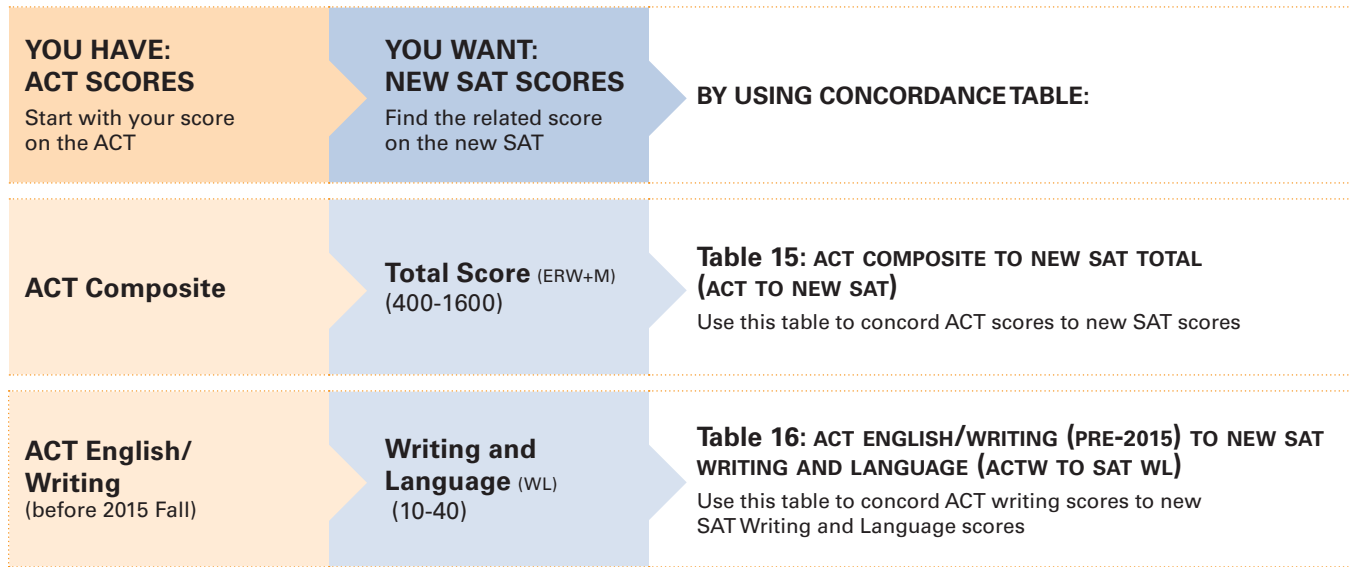 YOU HAVE:
ACT SCORES
Start with your score
on the ACT
YOU WANT:
NEW SAT SCORES
Find the related score
on the new SAT
BY USING CONCORDANCE TABLE:
ACT Composite
Total Score (ERW+M)
(400-1600)
Table 15: ACT COMPOSITE TO NEW SAT TOTAL
(ACT TO NEW SAT)
Use this table to concord ACT scores to new SAT scores
ACT English/
Writing
(before 2015 Fall)
Writing and
Language (WL)
(10-40)
Table 16: ACT ENGLISH/WRITING (PRE-2015) TO NEW SAT
WRITING AND LANGUAGE (ACTW TO SAT WL)
Use this table to concord ACT writing scores to new
SAT Writing and Language scores